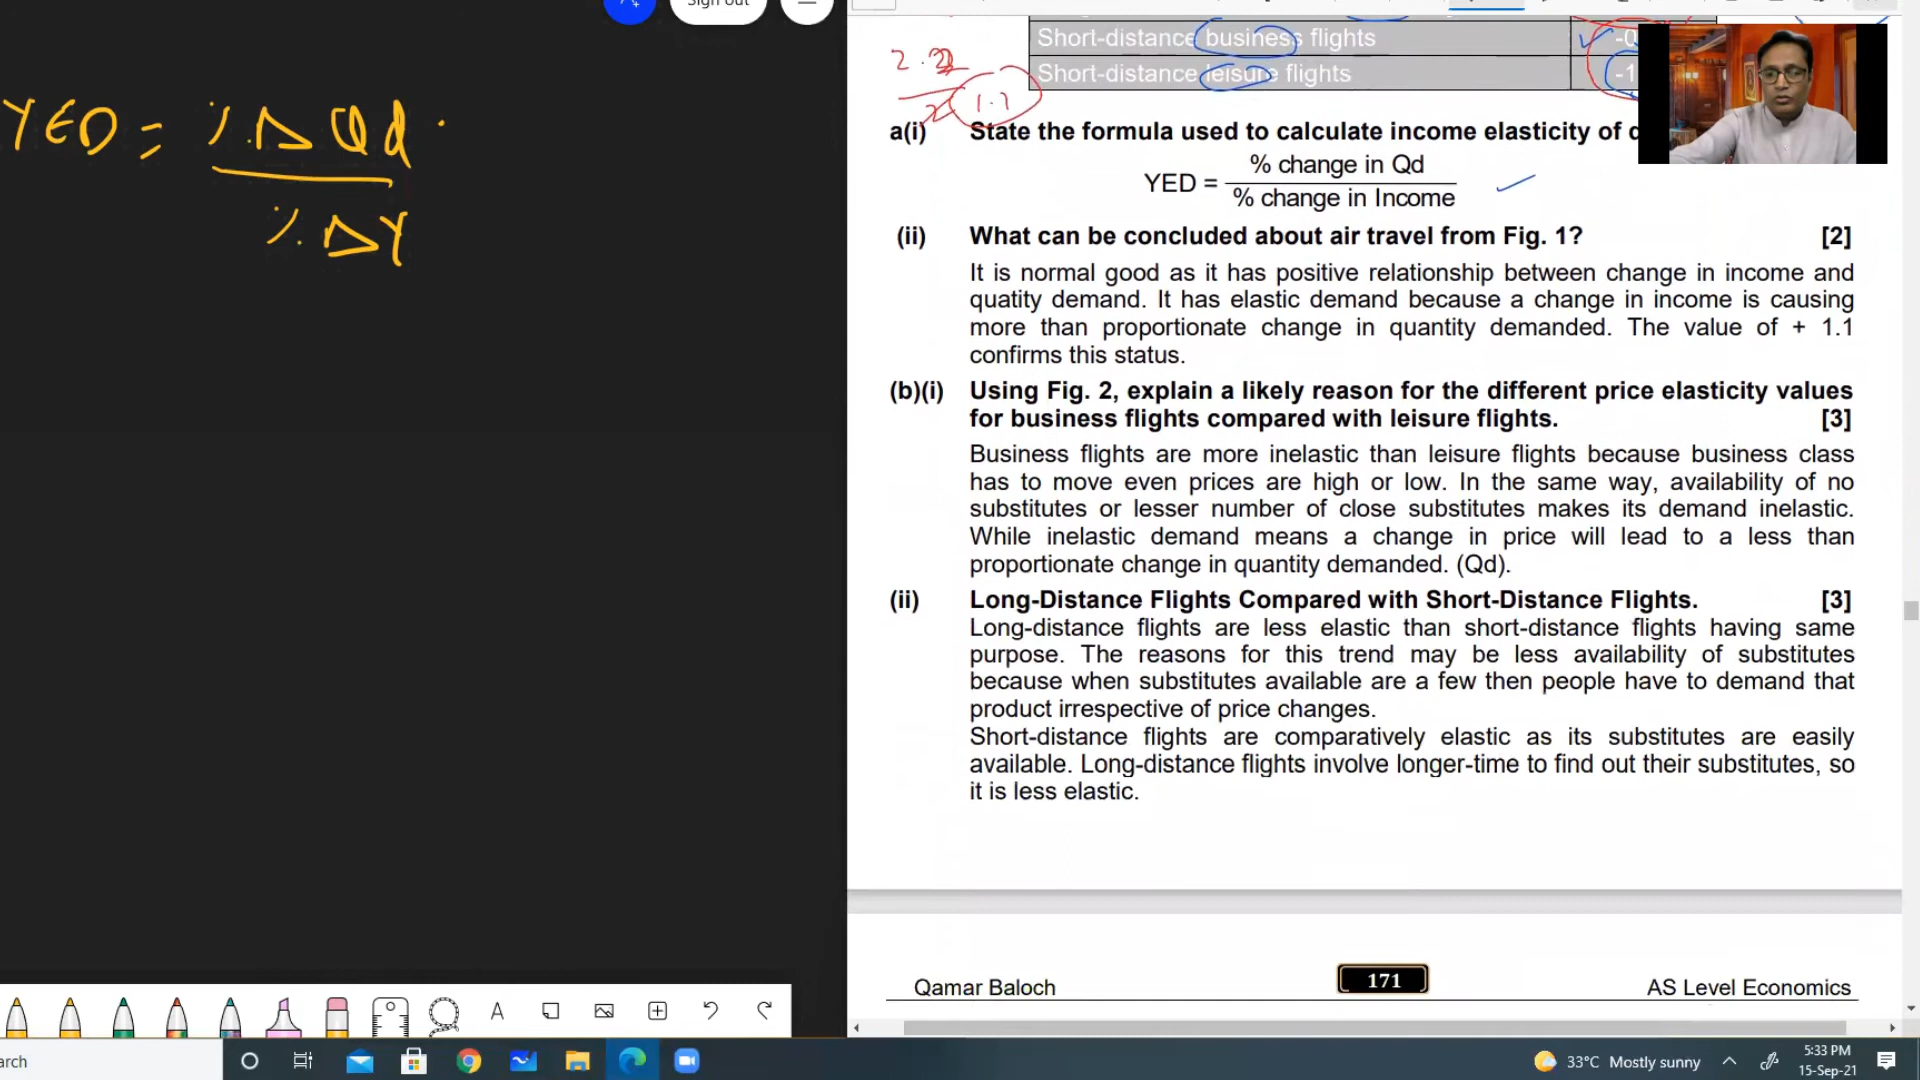 Sign out
YED = % Δ Qd
% Δ Y
Short-distance business flights
Short-distance leisure flights -1
1.1
a(i) State the formula used to calculate income elasticity of
YED = % change in Qd
% change in Income
(ii) What can be concluded about air travel from Fig. 1? [2]
It is normal good as it has positive relationship between change in income and
quatity demand. It has elastic demand because a change in income is causing
more than proportionate change in quantity demanded. The value of + 1.1
confirms this status.
(b)(i) Using Fig. 2, explain a likely reason for the different price elasticity values
for business flights compared with leisure flights. [3]
Business flights are more inelastic than leisure flights because business class
has to move even prices are high or low. In the same way, availability of no
substitutes or lesser number of close substitutes makes its demand inelastic.
While inelastic demand means a change in price will lead to a less than
proportionate change in quantity demanded. (Qd).
(ii) Long-Distance Flights Compared with Short-Distance Flights. [3]
Long-distance flights are less elastic than short-distance flights having same
purpose. The reasons for this trend may be less availability of substitutes
because when substitutes available are a few then people have to demand that
product irrespective of price changes.
Short-distance flights are comparatively elastic as its substitutes are easily
available. Long-distance flights involve longer-time to find out their substitutes, so
it is less elastic.
Qamar Baloch 171 AS Level Economics
arch
33°C Mostly sunny
5:33 PM
15-Sep-21